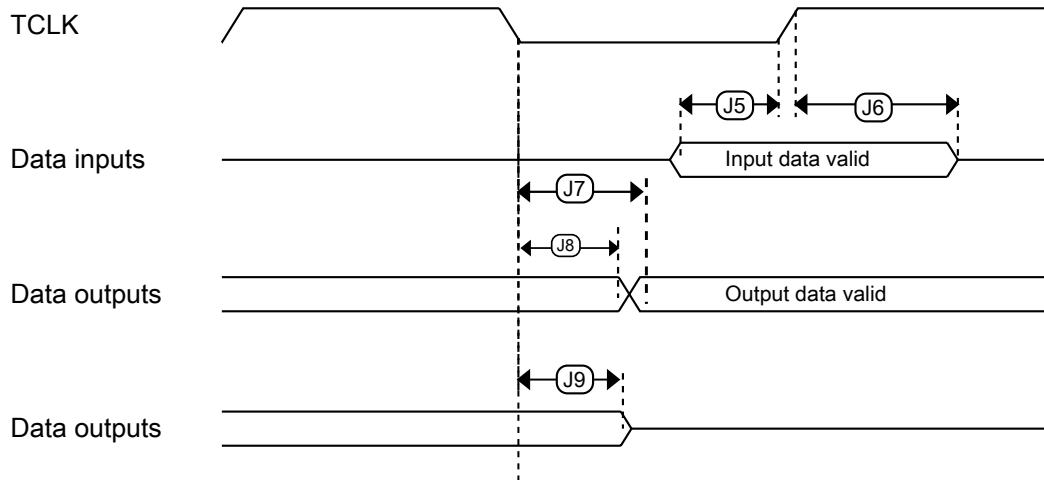 TCLK
J5
J6
Data inputs
Input data valid
J7
J8
Data outputs
Output data valid
J9
Data outputs